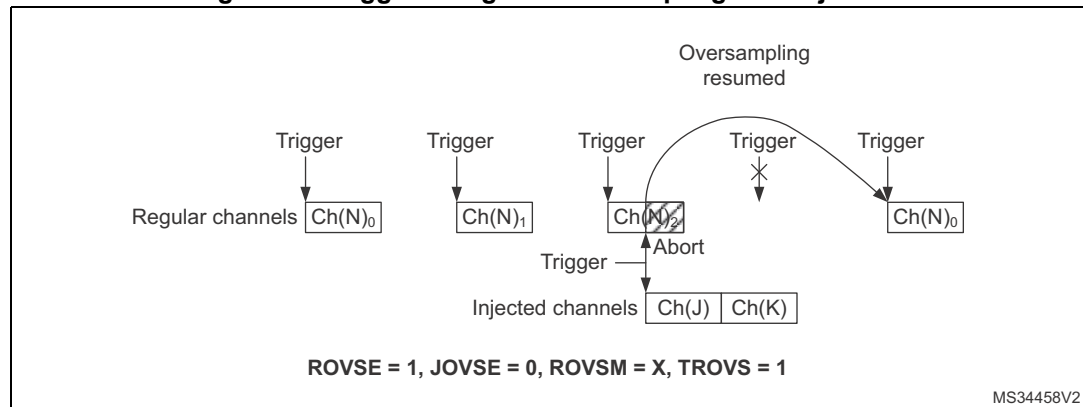 Oversampling
resumed
Trigger Trigger Trigger Trigger Trigger
Regular channels Ch(N)₀ Ch(N)₁ Ch(N)₂ Ch(N)₀
Abort
Trigger
Injected channels Ch(J) Ch(K)
ROVSE = 1, JOVSE = 0, ROVSM = X, TROVS = 1
MS34458V2